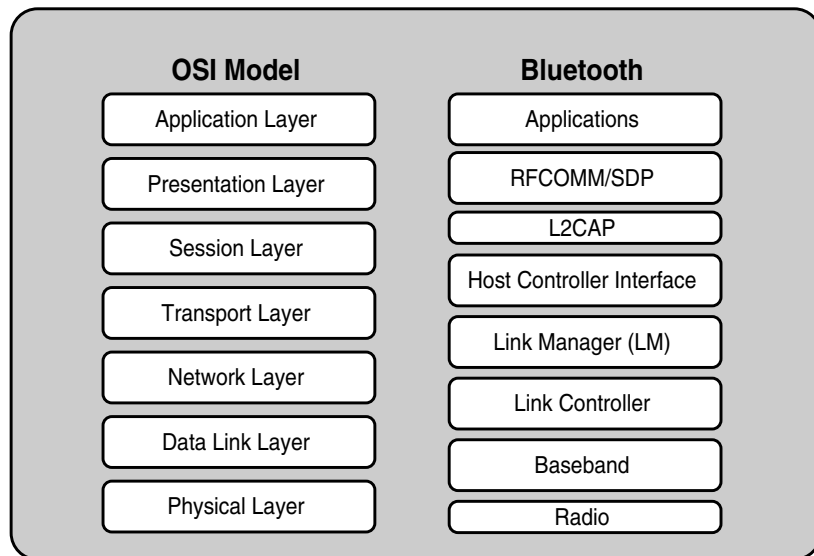 OSI Model
Application Layer
Presentation Layer
Session Layer
Transport Layer
Network Layer
Data Link Layer
Physical Layer
Bluetooth
Applications
RFCOMM/SDP
L2CAP
Host Controller Interface
Link Manager (LM)
Link Controller
Baseband
Radio